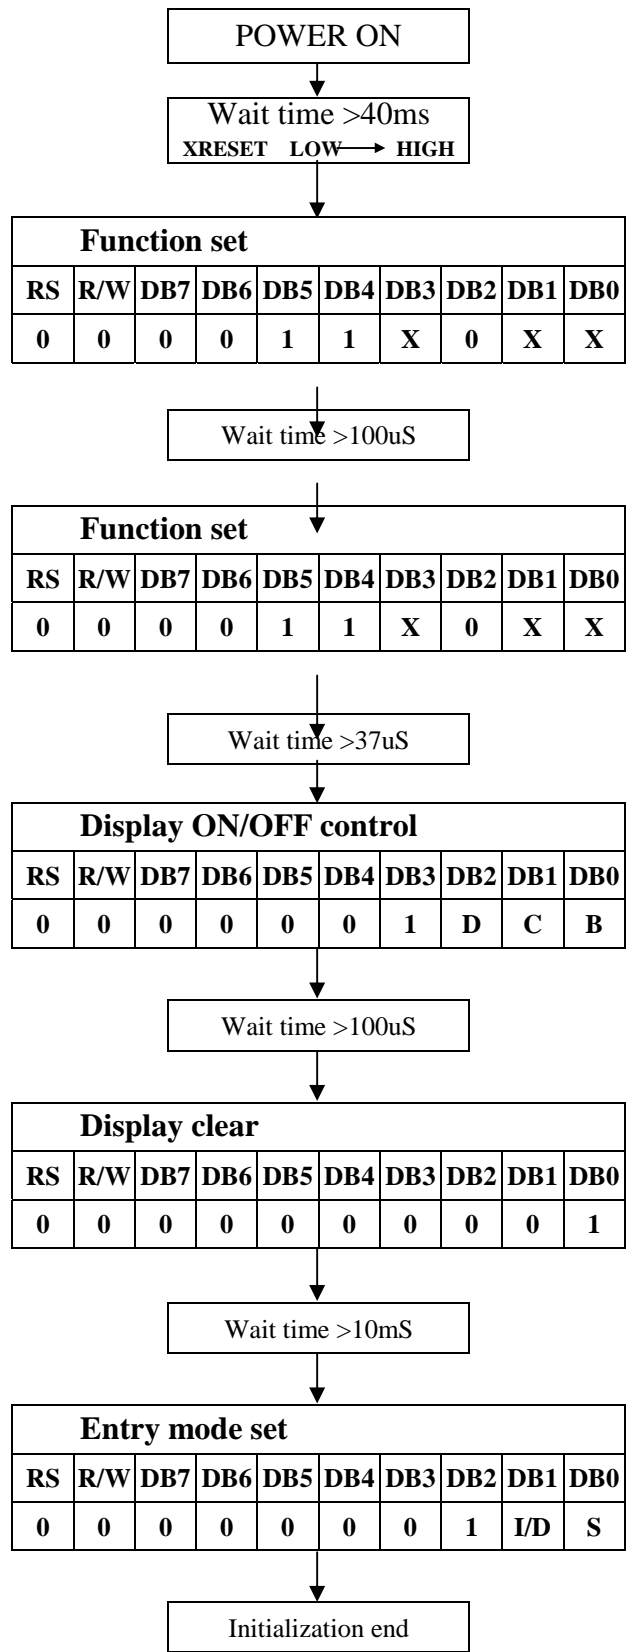 POWER ON
Wait time >40ms
XRESET LOW HIGH
Function set
RS R/W DB7 DB6 DB5 DB4 DB3 DB2 DB1 DB0
0 0 0 0 1 1 X 0 X X
Wait time >100uS
Function set
RS R/W DB7 DB6 DB5 DB4 DB3 DB2 DB1 DB0
0 0 0 0 1 1 X 0 X X
Wait time >37uS
Display ON/OFF control
RS R/W DB7 DB6 DB5 DB4 DB3 DB2 DB1 DB0
0 0 0 0 0 0 1 D C B
Wait time >100uS
Display clear
RS R/W DB7 DB6 DB5 DB4 DB3 DB2 DB1 DB0
0 0 0 0 0 0 0 0 0 1
Wait time >10mS
Entry mode set
RS R/W DB7 DB6 DB5 DB4 DB3 DB2 DB1 DB0
0 0 0 0 0 0 0 1 I/D S
Initialization end